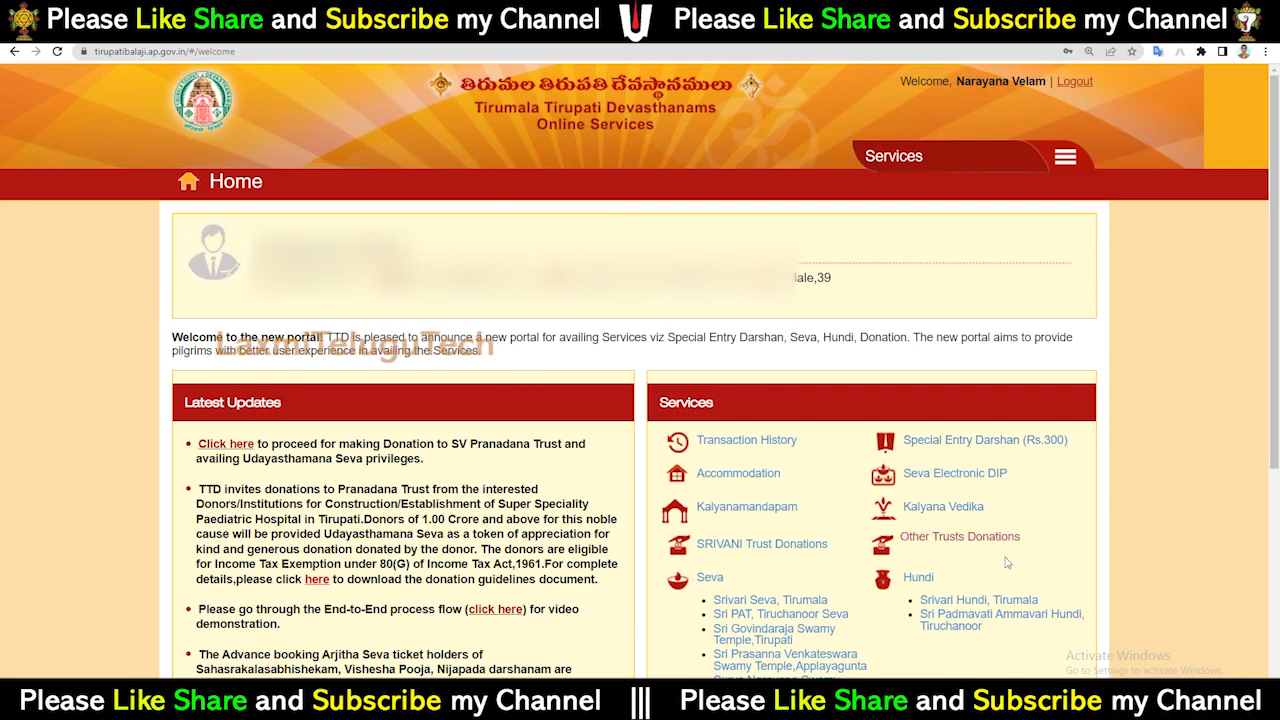 Please Like Share and Subscribe my Channel
Please Like Share and Subscribe my Channel
tirupatibalaji.ap.gov.in/#/welcome
తిరుమల తిరుపతి దేవస్థానములు
Tirumala Tirupati Devasthanams
Online Services
Welcome, Narayana Velam | Logout
Services
Home
ale,39
LaxmiTeluguTech
Welcome to the new portal! TTD is pleased to announce a new portal for availing Services viz Special Entry Darshan, Seva, Hundi, Donation. The new portal aims to provide
pilgrims with better user experience in availing the Services.
Latest Updates
Click here to proceed for making Donation to SV Pranadana Trust and
availing Udayasthamana Seva privileges.
TTD invites donations to Pranadana Trust from the interested
Donors/Institutions for Construction/Establishment of Super Speciality
Paediatric Hospital in Tirupati.Donors of 1.00 Crore and above for this noble
cause will be provided Udayasthamana Seva as a token of appreciation for
kind and generous donation donated by the donor. The donors are eligible
for Income Tax Exemption under 80(G) of Income Tax Act,1961.For complete
details,please click here to download the donation guidelines document.
Please go through the End-to-End process flow (click here) for video
demonstration.
The Advance booking Arjitha Seva ticket holders of
Sahasrakalasabhishekam, Vishesha Pooja, Nijapada darshanam are
Services
Transaction History
Special Entry Darshan (Rs.300)
Accommodation
Seva Electronic DIP
Kalyanamandapam
Kalyana Vedika
SRIVANI Trust Donations
Other Trusts Donations
Seva
Srivari Seva, Tirumala
Sri PAT, Tiruchanoor Seva
Sri Govindaraja Swamy
Temple,Tirupati
Sri Prasanna Venkateswara
Swamy Temple,Applayagunta
Hundi
Srivari Hundi, Tirumala
Sri Padmavati Ammavari Hundi,
Tiruchanoor
Activate Windows
Go to Settings to activate Windows.
Please Like Share and Subscribe my Channel ||| Please Like Share and Subscribe my Channel